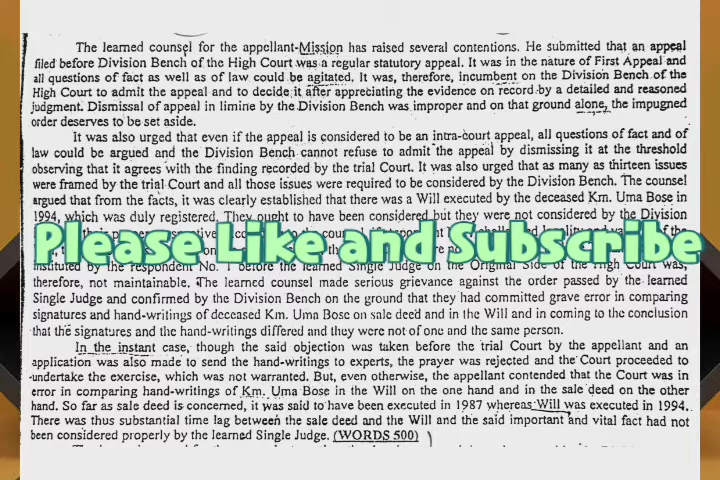 The learned counsel for the appellant-Mission has raised several contentions. He submitted that an appeal
filed before Division Bench of the High Court was a regular statutory appeal. It was in the nature of First Appeal and
all questions of fact as well as of law could be agitated. It was, therefore, incumbent on the Division Bench of the
High Court to admit the appeal and to decide it after appreciating the evidence on record by a detailed and reasoned
judgment. Dismissal of appeal in limine by the Division Bench was improper and on that ground alone, the impugned
order deserves to be set aside.
It was also urged that even if the appeal is considered to be an intra-court appeal, all questions of fact and of
law could be argued and the Division Bench cannot refuse to admit the appeal by dismissing it at the threshold
observing that it agrees with the finding recorded by the trial Court. It was also urged that as many as thirteen issues
were framed by the trial Court and all those issues were required to be considered by the Division Bench. The counsel
argued that from the facts, it was clearly established that there was a Will executed by the deceased Km. Uma Bose in
1994, which was duly registered. They ought to have been considered but they were not considered by the Division
Please Like and Subscribe
instituted by the respondent No. 1 before the learned Single Judge on the Original Side of the High Court was,
therefore, not maintainable. The learned counsel made serious grievance against the order passed by the learned
Single Judge and confirmed by the Division Bench on the ground that they had committed grave error in comparing
signatures and hand-writings of deceased Km. Uma Bose on sale deed and in the Will and in coming to the conclusion
that the signatures and the hand-writings differed and they were not of one and the same person.
In the instant case, though the said objection was taken before the trial Court by the appellant and an
application was also made to send the hand-writings to experts, the prayer was rejected and the Court proceeded to
undertake the exercise, which was not warranted. But, even otherwise, the appellant contended that the Court was in
error in comparing hand-writings of Km. Uma Bose in the Will on the one hand and in the sale deed on the other
hand. So far as sale deed is concerned, it was said to have been executed in 1987 whereas Will was executed in 1994.
There was thus substantial time lag between the sale deed and the Will and the said important and vital fact had not
been considered properly by the learned Single Judge. (WORDS 500)